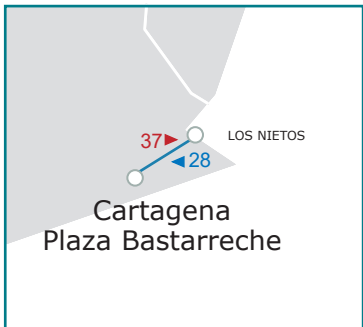 37►
LOS NIETOS
◄28
Cartagena
Plaza Bastarreche